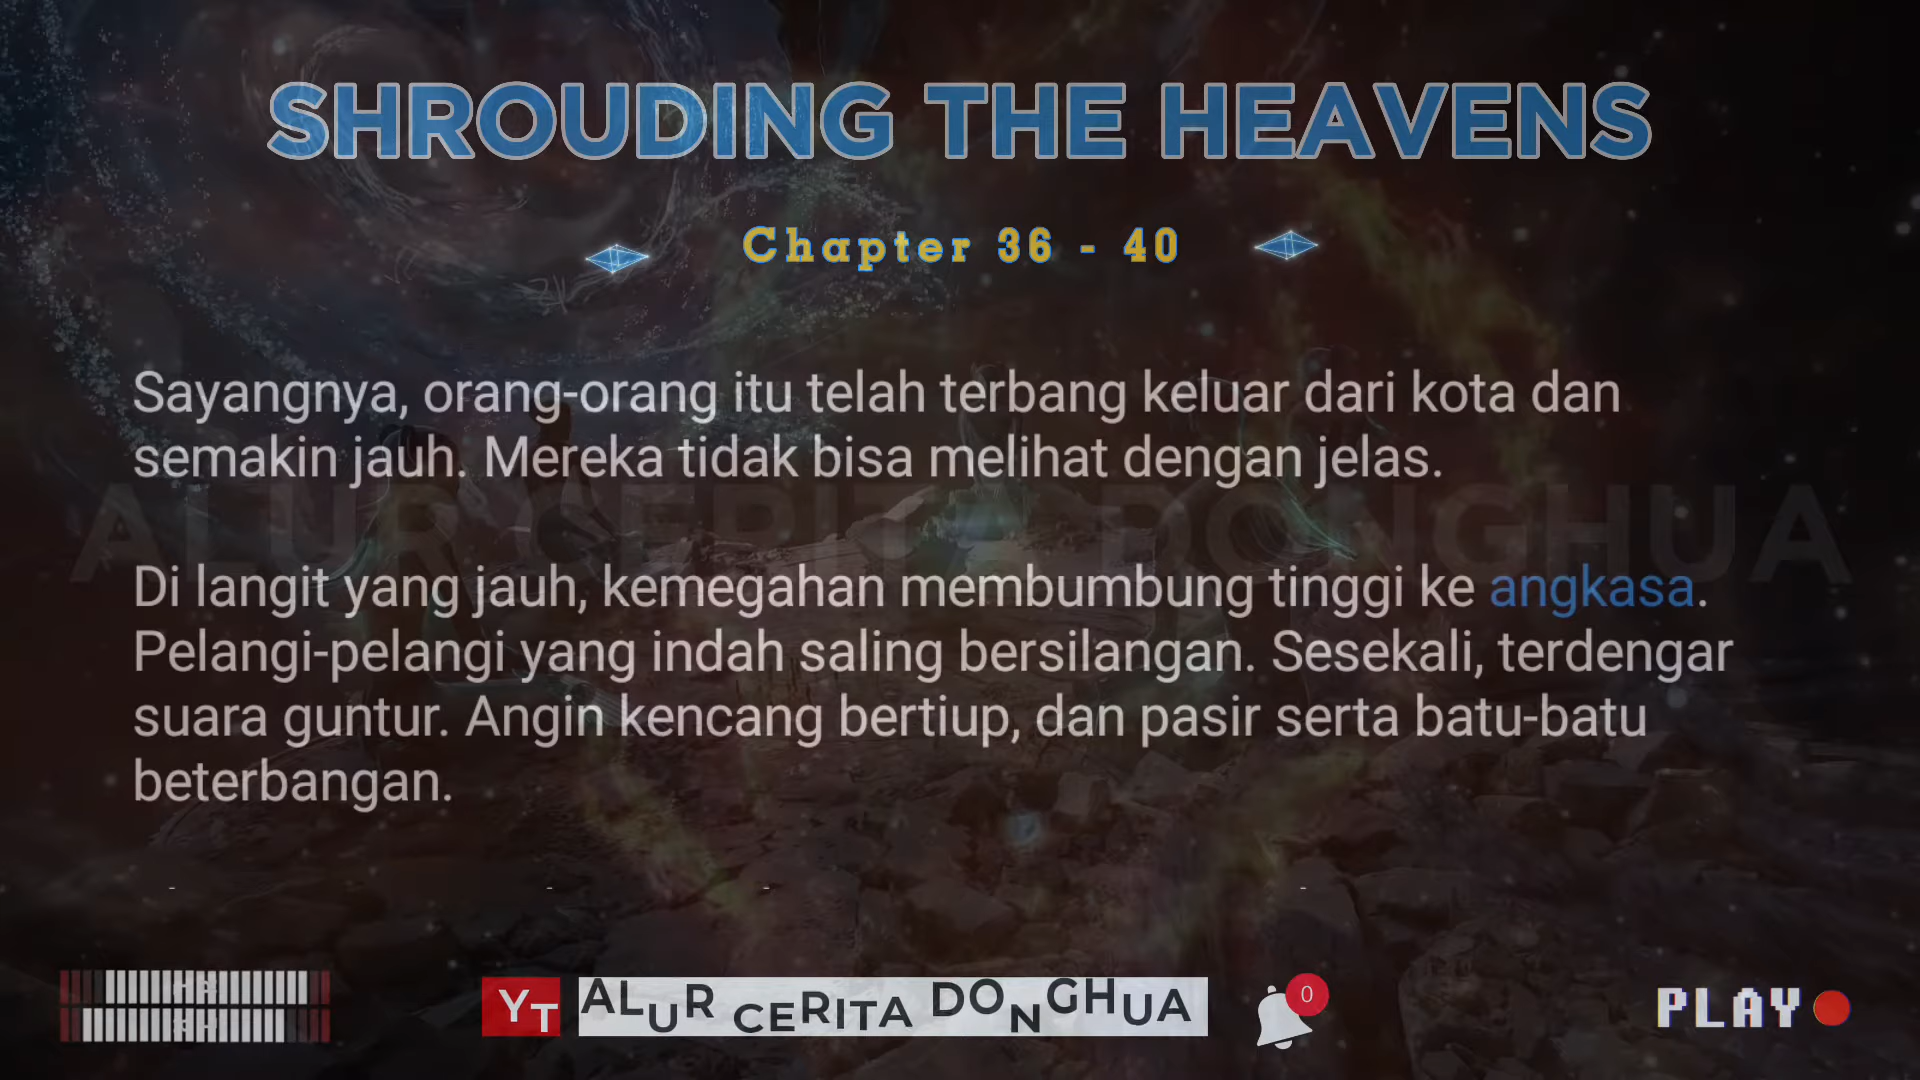 SHROUDING THE HEAVENS
Chapter 36 - 40
Sayangnya, orang-orang itu telah terbang keluar dari kota dan
semakin jauh. Mereka tidak bisa melihat dengan jelas.
ALUR CERITA DONGHUA
Di langit yang jauh, kemegahan membumbung tinggi ke angkasa.
Pelangi-pelangi yang indah saling bersilangan. Sesekali, terdengar
suara guntur. Angin kencang bertiup, dan pasir serta batu-batu
beterbangan.
YT ALUR CERITA DONGHUA
0
PLAY